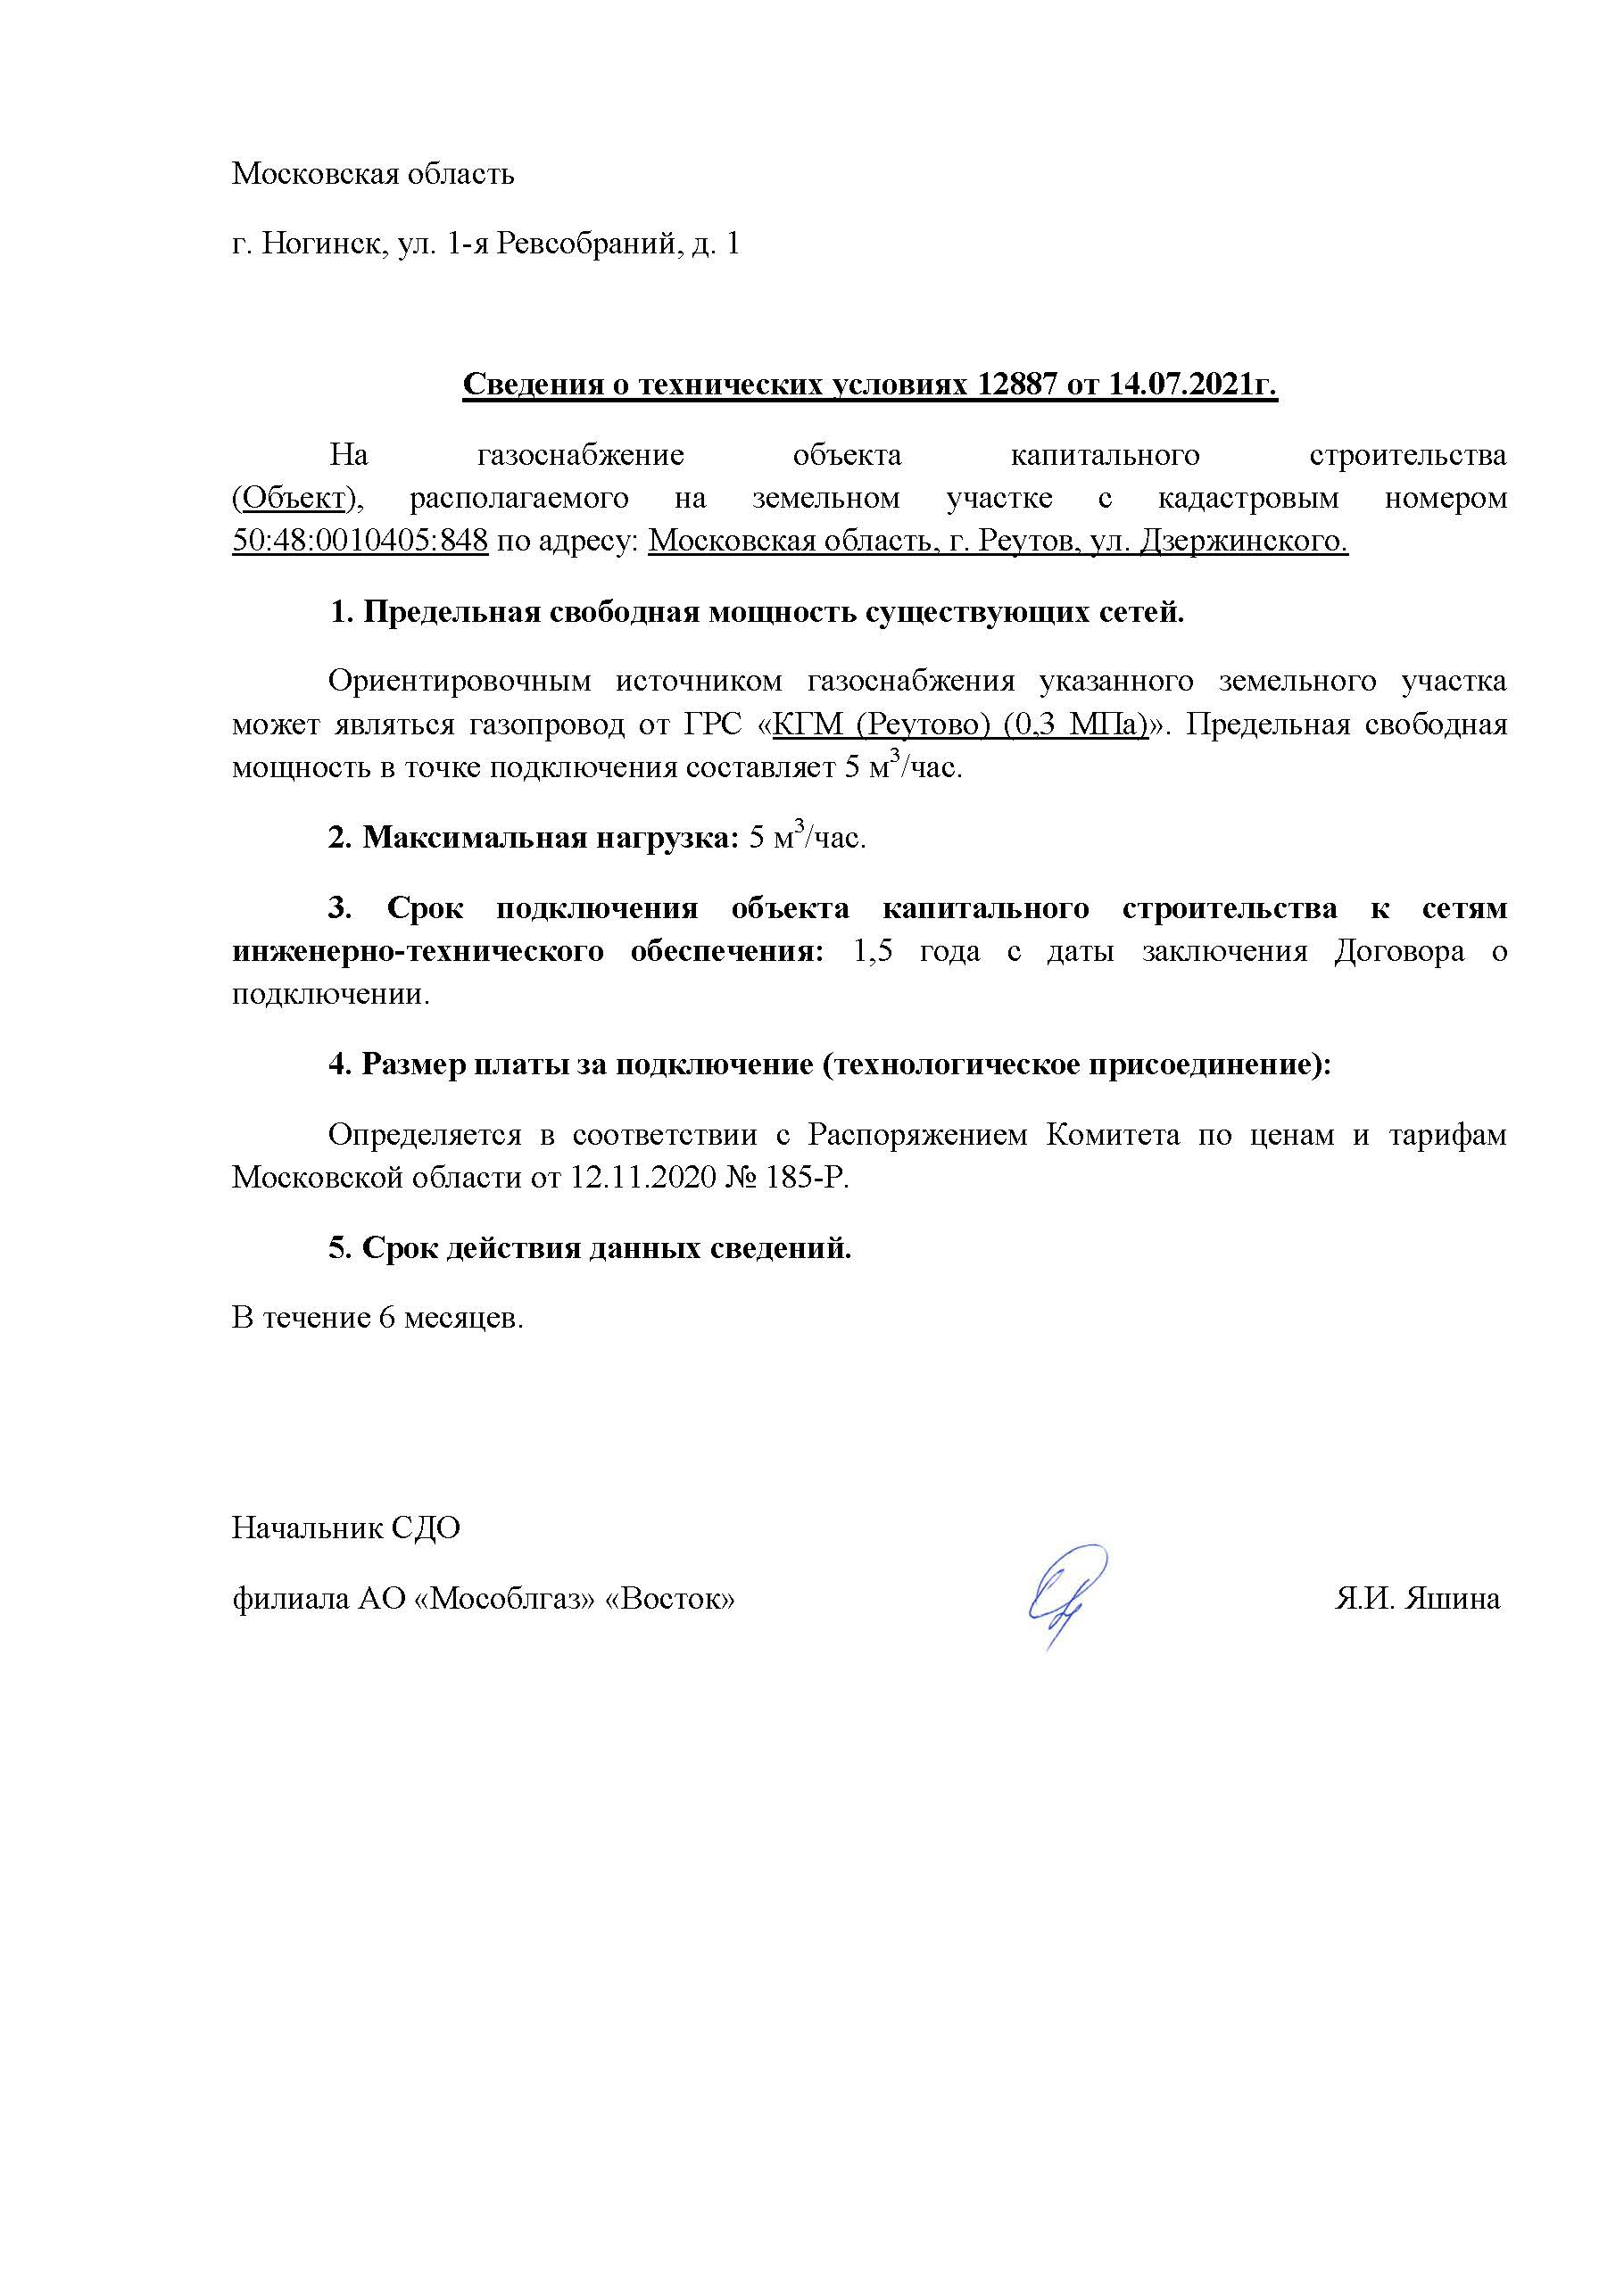 Московская область
г. Ногинск, ул. 1-я Ревсобраний, д. 1
Сведения о технических условиях 12887 от 14.07.2021г.
На газоснабжение объекта капитального строительства
(Объект), располагаемого на земельном участке с кадастровым номером
50:48:0010405:848 по адресу: Московская область, г. Реутов, ул. Дзержинского.
1. Предельная свободная мощность существующих сетей.
Ориентировочным источником газоснабжения указанного земельного участка
может являться газопровод от ГРС «КГМ (Реутово) (0,3 МПа)». Предельная свободная
мощность в точке подключения составляет 5 м³/час.
2. Максимальная нагрузка: 5 м³/час.
3. Срок подключения объекта капитального строительства к сетям
инженерно-технического обеспечения: 1,5 года с даты заключения Договора о
подключении.
4. Размер платы за подключение (технологическое присоединение):
Определяется в соответствии с Распоряжением Комитета по ценам и тарифам
Московской области от 12.11.2020 № 185-Р.
5. Срок действия данных сведений.
В течение 6 месяцев.
Начальник СДО
филиала АО «Мособлгаз» «Восток» Я.И. Яшина